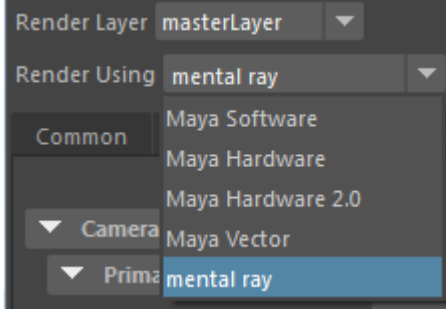 Render Layer masterLayer
Render Using mental ray
Maya Software
Common
Maya Hardware
Maya Hardware 2.0
Camera
Maya Vector
Prima
mental ray